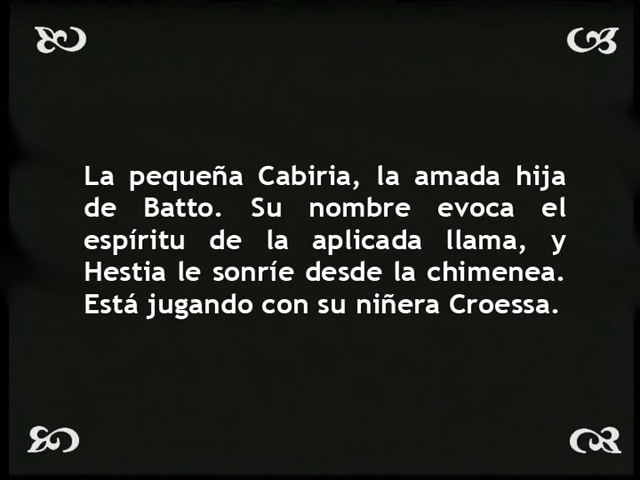 La pequeña Cabiria, la amada hija
de Batto. Su nombre evoca el
espíritu de la aplicada llama, y
Hestia le sonríe desde la chimenea.
Está jugando con su niñera Croessa.